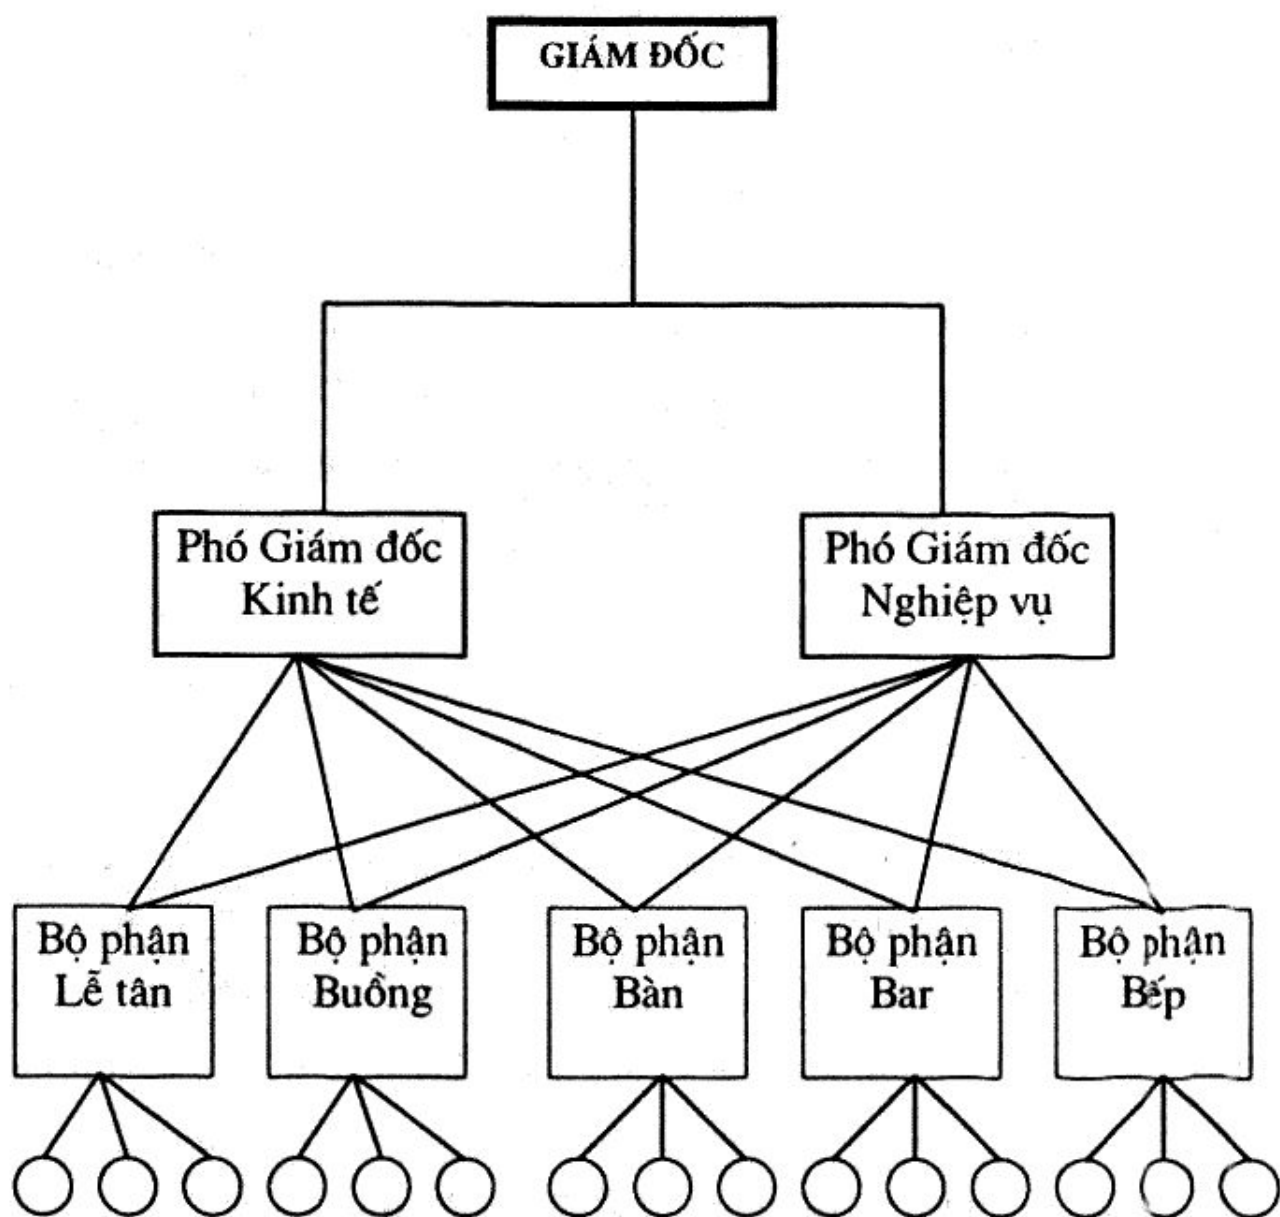 GIÁM ĐỐC
Phó Giám đốc
Kinh tế
Phó Giám đốc
Nghiệp vụ
Bộ phận
Lễ tân
Bộ phận
Buồng
Bộ phận
Bàn
Bộ phận
Bar
Bộ phận
Bếp